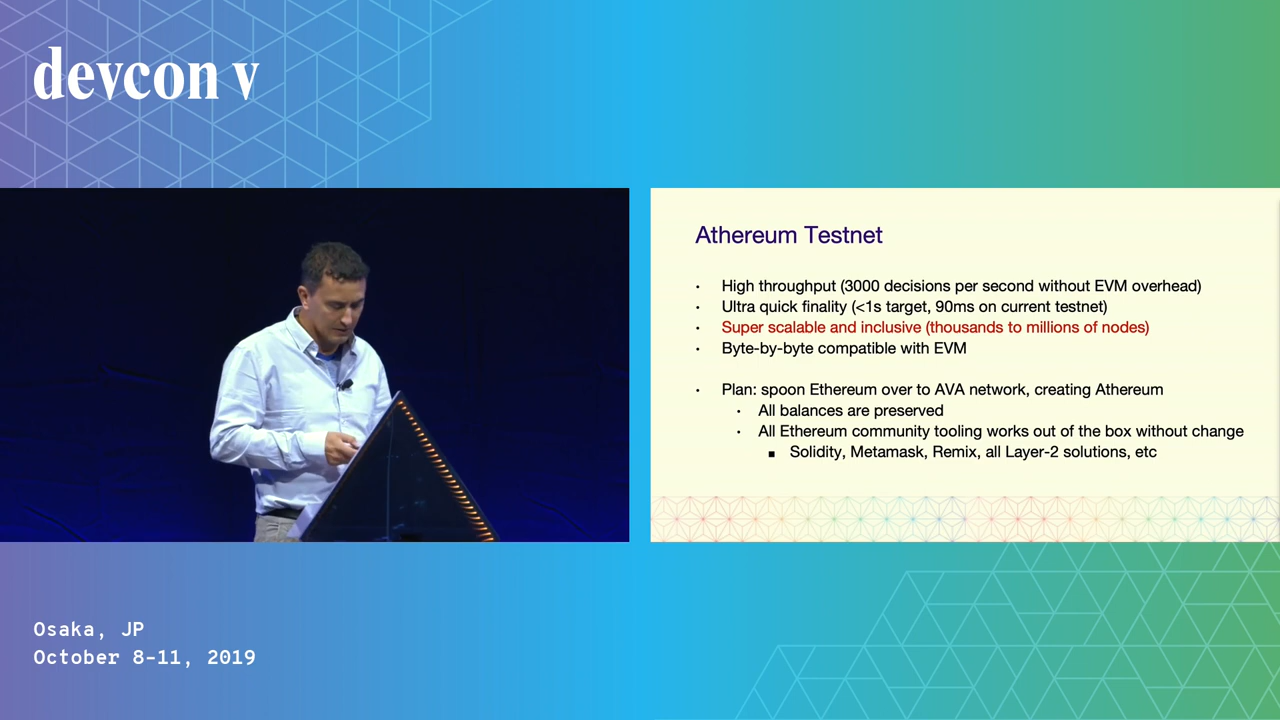 devcon v
Athereum Testnet
• High throughput (3000 decisions per second without EVM overhead)
• Ultra quick finality (<1s target, 90ms on current testnet)
• Super scalable and inclusive (thousands to millions of nodes)
• Byte-by-byte compatible with EVM
• Plan: spoon Ethereum over to AVA network, creating Athereum
• All balances are preserved
• All Ethereum community tooling works out of the box without change
■ Solidity, Metamask, Remix, all Layer-2 solutions, etc
Osaka, JP
October 8-11, 2019